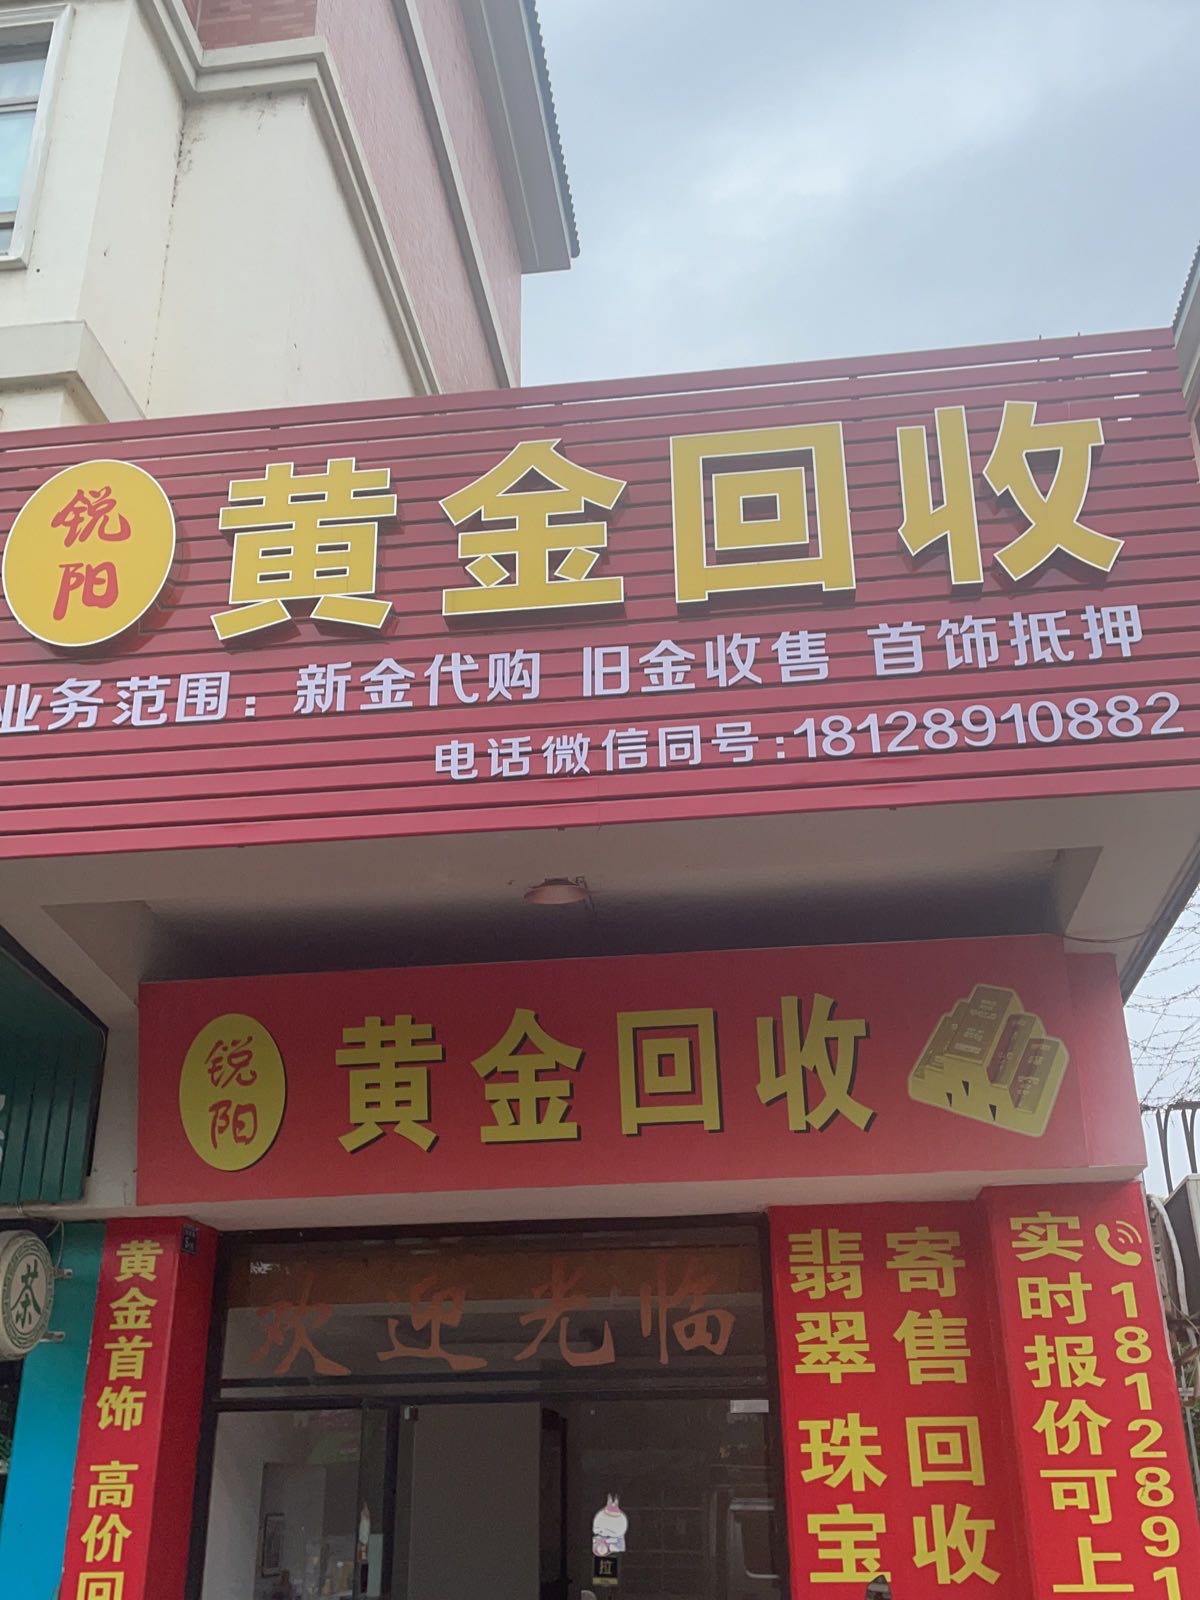 锐阳
黄金回收
业务范围：新金代购 旧金收售 首饰抵押
电话微信同号:18128910882
锐阳
黄金回收
欢迎光临
黄金首饰 高价回
翡翠 珠宝
寄售回收
实时报价可上
1812891
茶
拉